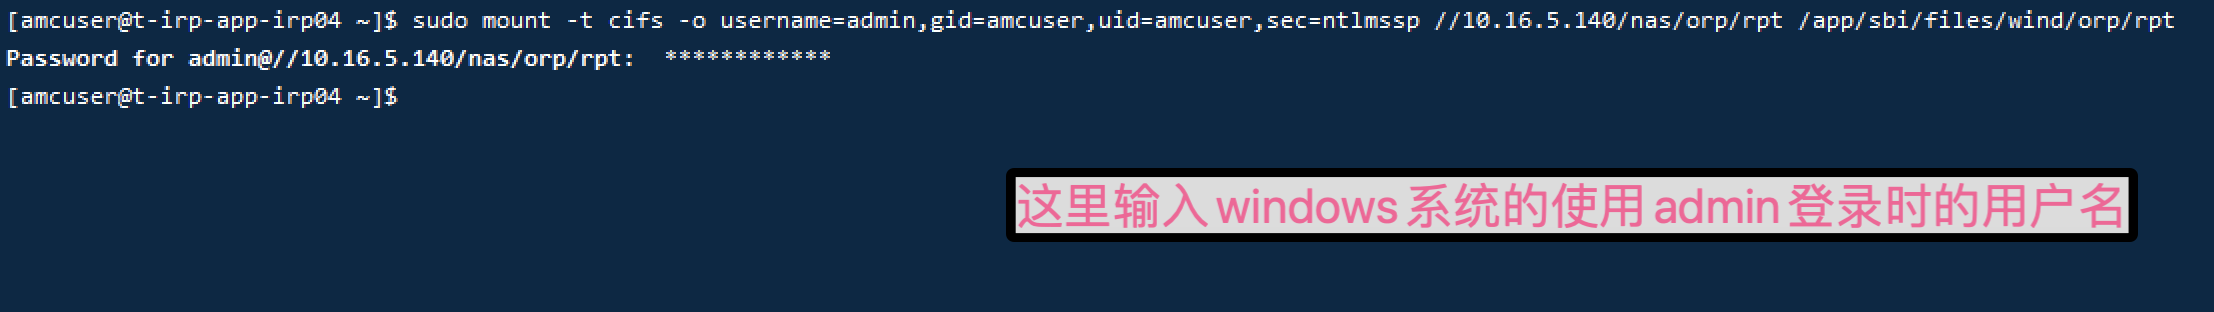 [amcuser@t-irp-app-irp04 ~]$ sudo mount -t cifs -o username=admin,gid=amcuser,uid=amcuser,sec=ntlmssp //10.16.5.140/nas/orp/rpt /app/sbi/files/wind/orp/rpt
Password for admin@//10.16.5.140/nas/orp/rpt:  ************
[amcuser@t-irp-app-irp04 ~]$
这里输入windows系统的使用admin登录时的用户名